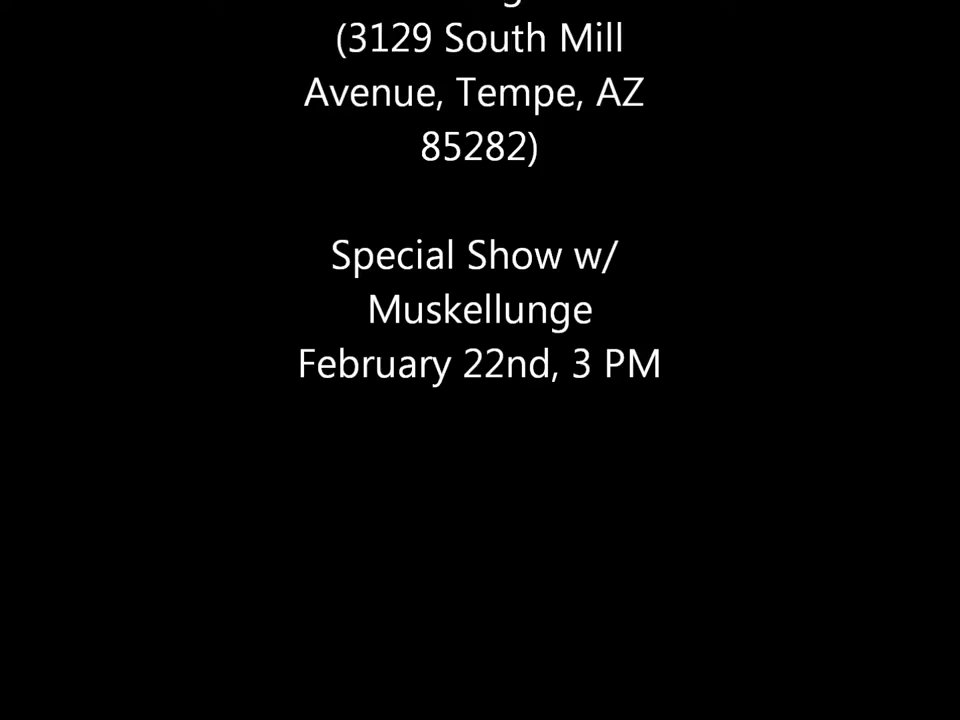 (3129 South Mill
Avenue, Tempe, AZ
85282)
Special Show w/
Muskellunge
February 22nd, 3 PM